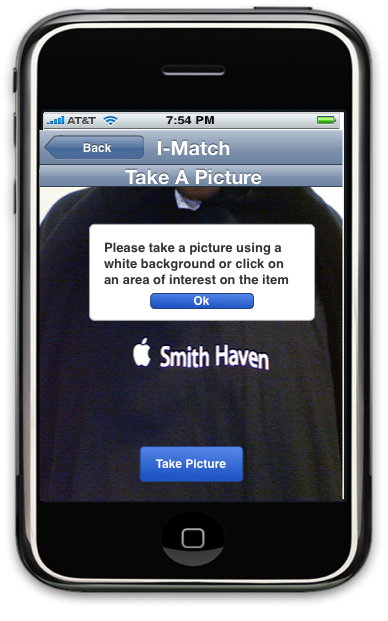 AT&T 7:54 PM
Back I-Match
Take A Picture
Please take a picture using a
white background or click on
an area of interest on the item
Ok
Smith Haven
Take Picture